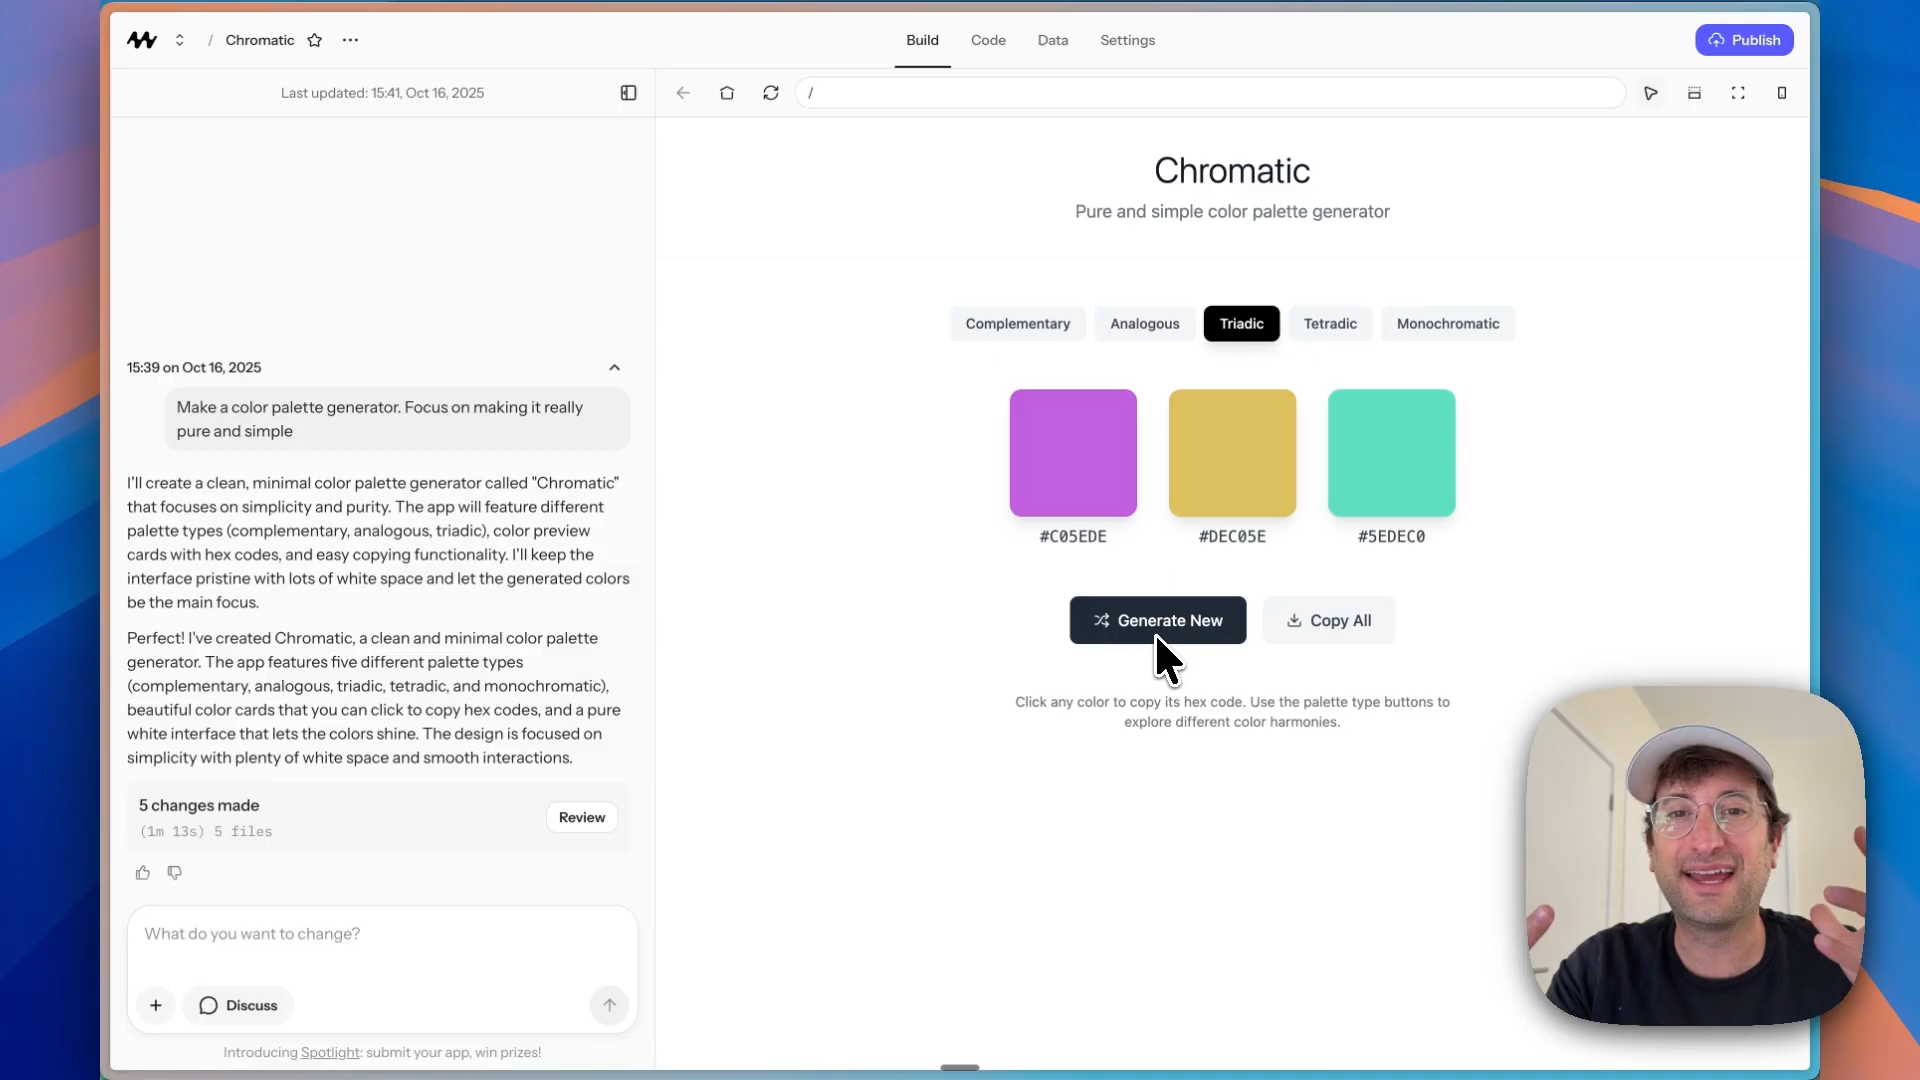 / Chromatic
Build Code Data Settings
Publish
Last updated: 15:41, Oct 16, 2025
/
15:39 on Oct 16, 2025
Make a color palette generator. Focus on making it really
pure and simple
I'll create a clean, minimal color palette generator called "Chromatic"
that focuses on simplicity and purity. The app will feature different
palette types (complementary, analogous, triadic), color preview
cards with hex codes, and easy copying functionality. I'll keep the
interface pristine with lots of white space and let the generated colors
be the main focus.
Perfect! I've created Chromatic, a clean and minimal color palette
generator. The app features five different palette types
(complementary, analogous, triadic, tetradic, and monochromatic),
beautiful color cards that you can click to copy hex codes, and a pure
white interface that lets the colors shine. The design is focused on
simplicity with plenty of white space and smooth interactions.
5 changes made
(1m 13s) 5 files
Review
What do you want to change?
Discuss
Introducing Spotlight: submit your app, win prizes!
Chromatic
Pure and simple color palette generator
Complementary Analogous Triadic Tetradic Monochromatic
#C05EDE #DEC05E #5EDEC0
Generate New Copy All
Click any color to copy its hex code. Use the palette type buttons to
explore different color harmonies.